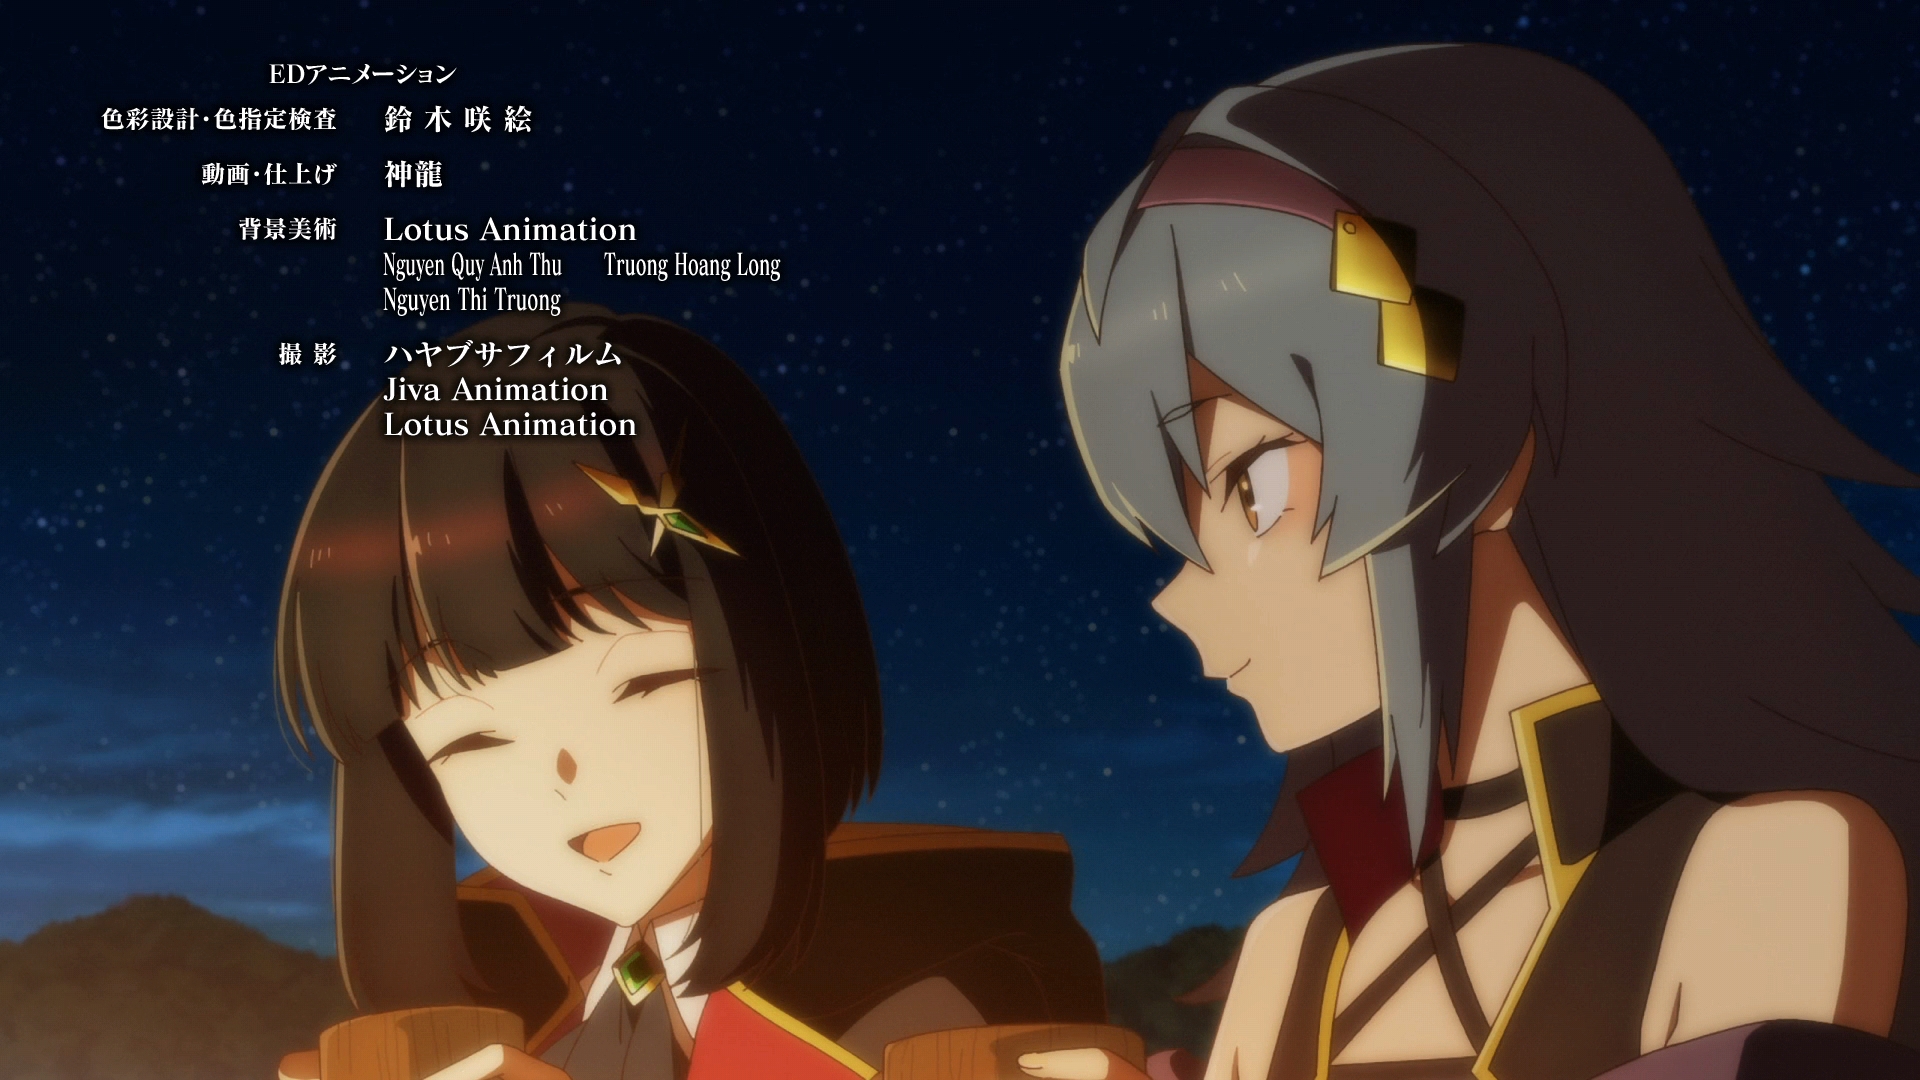 EDアニメーション
色彩設計・色指定検査 鈴木咲絵
動画・仕上げ 神龍
背景美術 Lotus Animation
Nguyen Quy Anh Thu Truong Hoang Long
Nguyen Thi Truong
撮影 ハヤブサフィルム
Jiva Animation
Lotus Animation